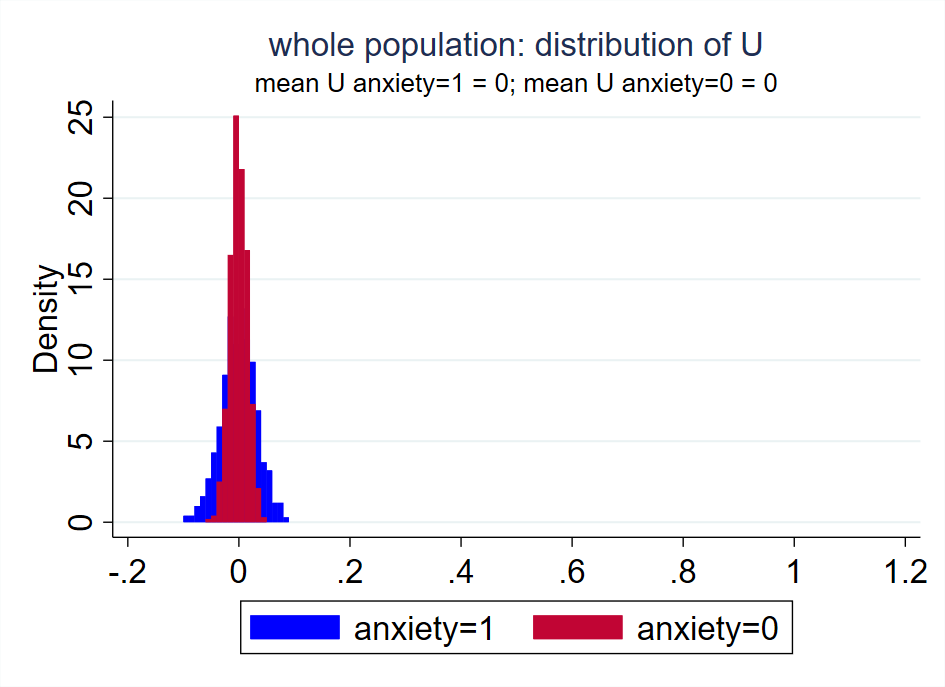 whole population: distribution of U
mean U anxiety=1 = 0; mean U anxiety=0 = 0
Density
25
20
15
10
5
0
-.2 0 .2 .4 .6 .8 1 1.2
anxiety=1 anxiety=0